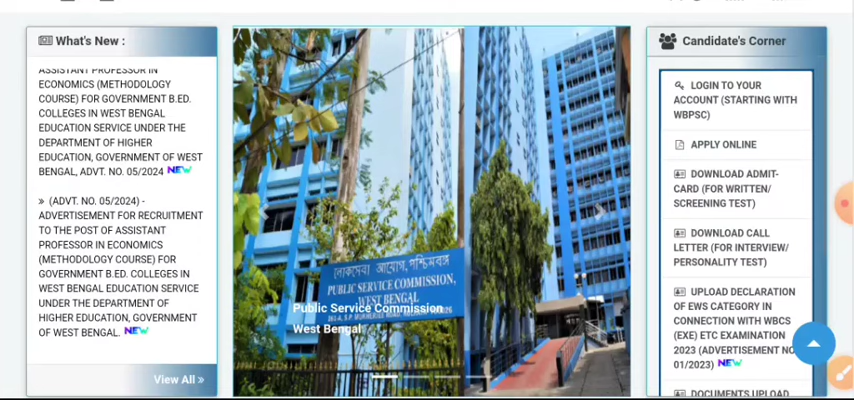 What's New :
ASSISTANT PROFESSOR IN
ECONOMICS (METHODOLOGY
COURSE) FOR GOVERNMENT B.ED.
COLLEGES IN WEST BENGAL
EDUCATION SERVICE UNDER THE
DEPARTMENT OF HIGHER
EDUCATION, GOVERNMENT OF WEST
BENGAL, ADVT. NO. 05/2024 NEW
» (ADVT. NO. 05/2024) -
ADVERTISEMENT FOR RECRUITMENT
TO THE POST OF ASSISTANT
PROFESSOR IN ECONOMICS
(METHODOLOGY COURSE) FOR
GOVERNMENT B.ED. COLLEGES IN
WEST BENGAL EDUCATION SERVICE
UNDER THE DEPARTMENT OF
HIGHER EDUCATION, GOVERNMENT
OF WEST BENGAL. NEW
View All »
লোকসেবা আয়োগ, পশ্চিমবঙ্গ
PUBLIC SERVICE COMMISSION,
WEST BENGAL
Public Service Commission
West Bengal
Candidate's Corner
LOGIN TO YOUR
ACCOUNT (STARTING WITH
WBPSC)
APPLY ONLINE
DOWNLOAD ADMIT-
CARD (FOR WRITTEN/
SCREENING TEST)
DOWNLOAD CALL
LETTER (FOR INTERVIEW/
PERSONALITY TEST)
UPLOAD DECLARATION
OF EWS CATEGORY IN
CONNECTION WITH WBCS
(EXE) ETC EXAMINATION
2023 (ADVERTISEMENT NO
01/2023) NEW
DOCUMENTS UPLOAD